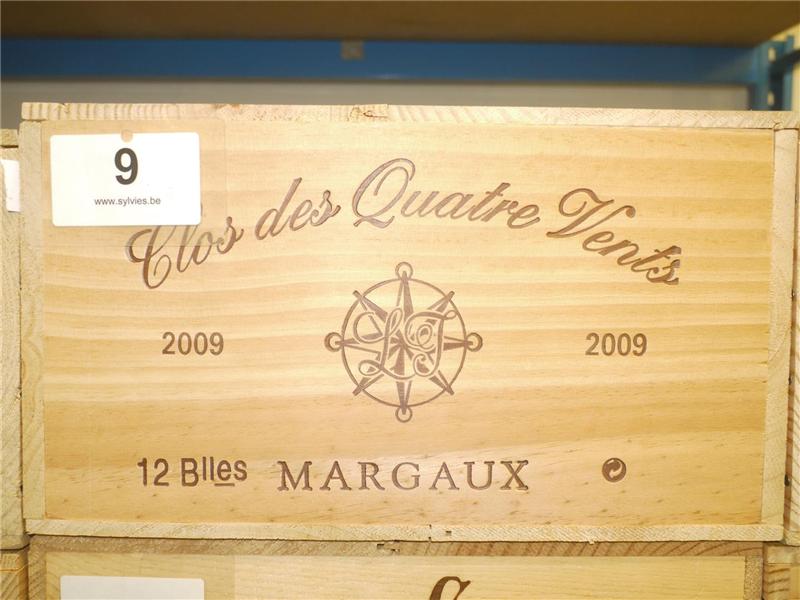 9
www.sylvies.be
Clos des Quatre Vents
2009
2009
12 Blles MARGAUX